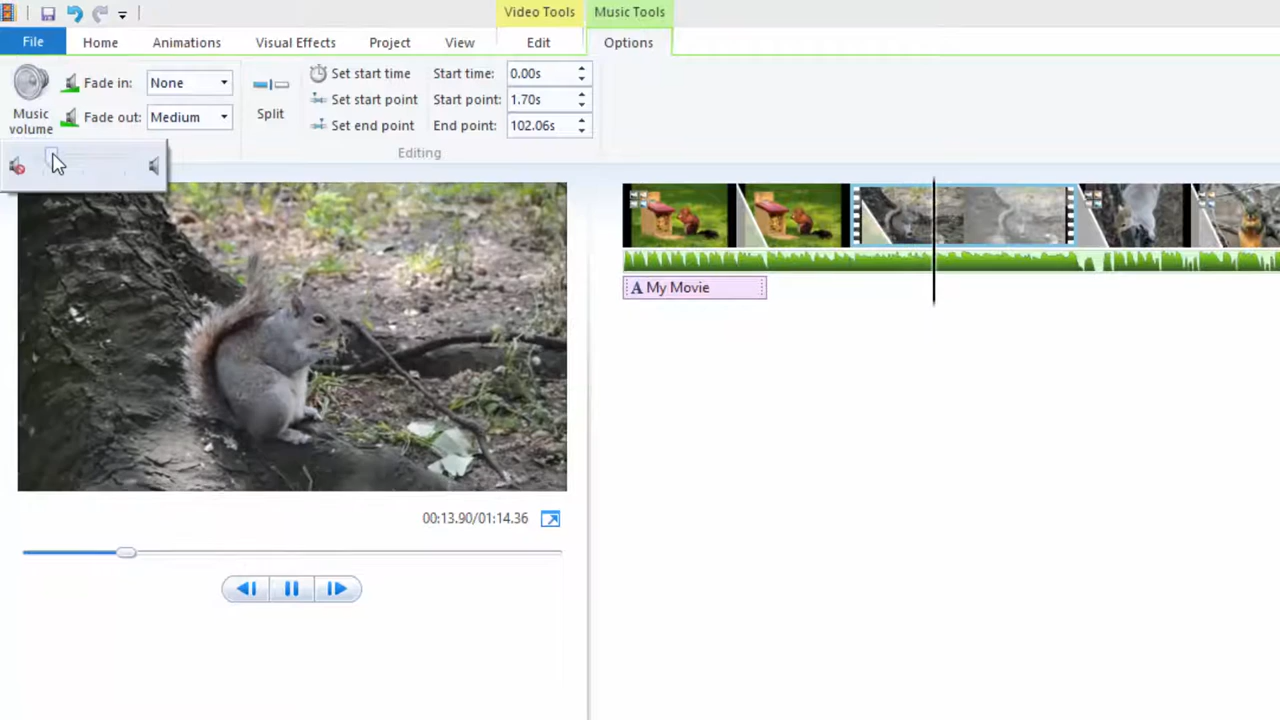 Video Tools Music Tools
File Home Animations Visual Effects Project View Edit Options
Music volume
Fade in: None
Fade out: Medium
Split
Set start time
Set start point
Set end point
Start time: 0.00s
Start point: 1.70s
End point: 102.06s
Editing
A My Movie
00:13.90/01:14.36